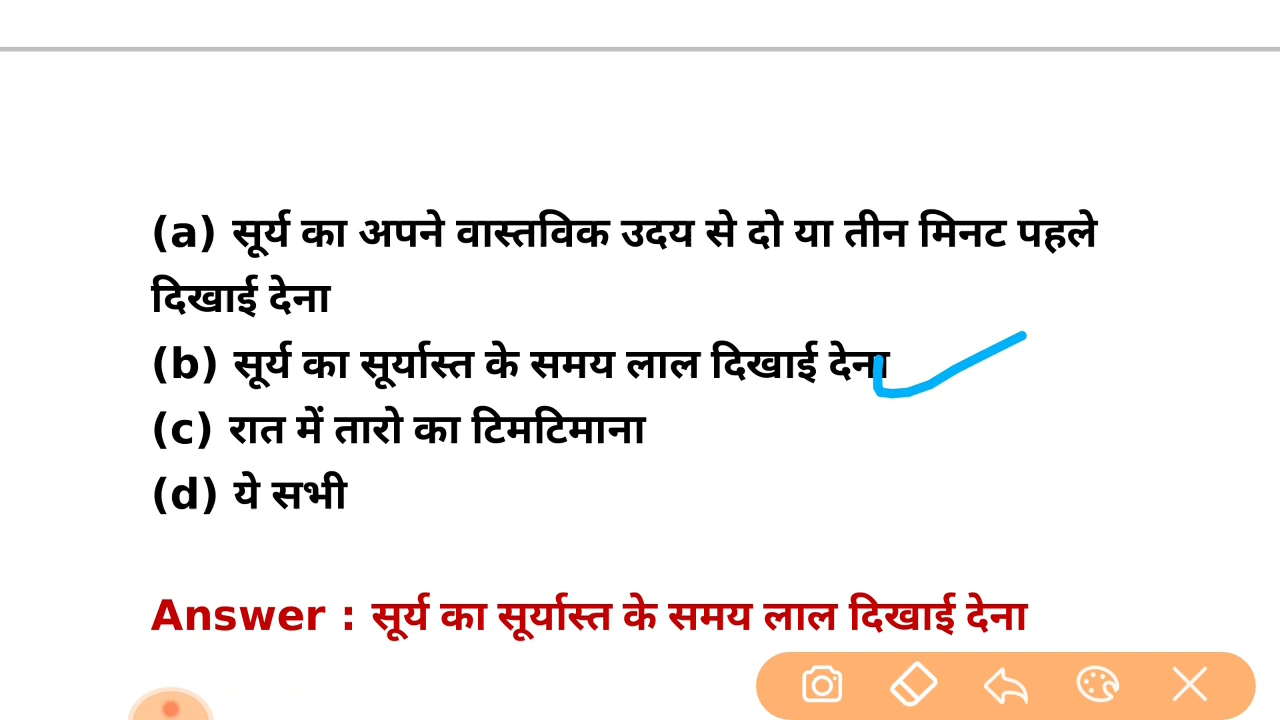 (a) सूर्य का अपने वास्तविक उदय से दो या तीन मिनट पहले
दिखाई देना
(b) सूर्य का सूर्यास्त के समय लाल दिखाई देना
(c) रात में तारो का टिमटिमाना
(d) ये सभी
Answer : सूर्य का सूर्यास्त के समय लाल दिखाई देना